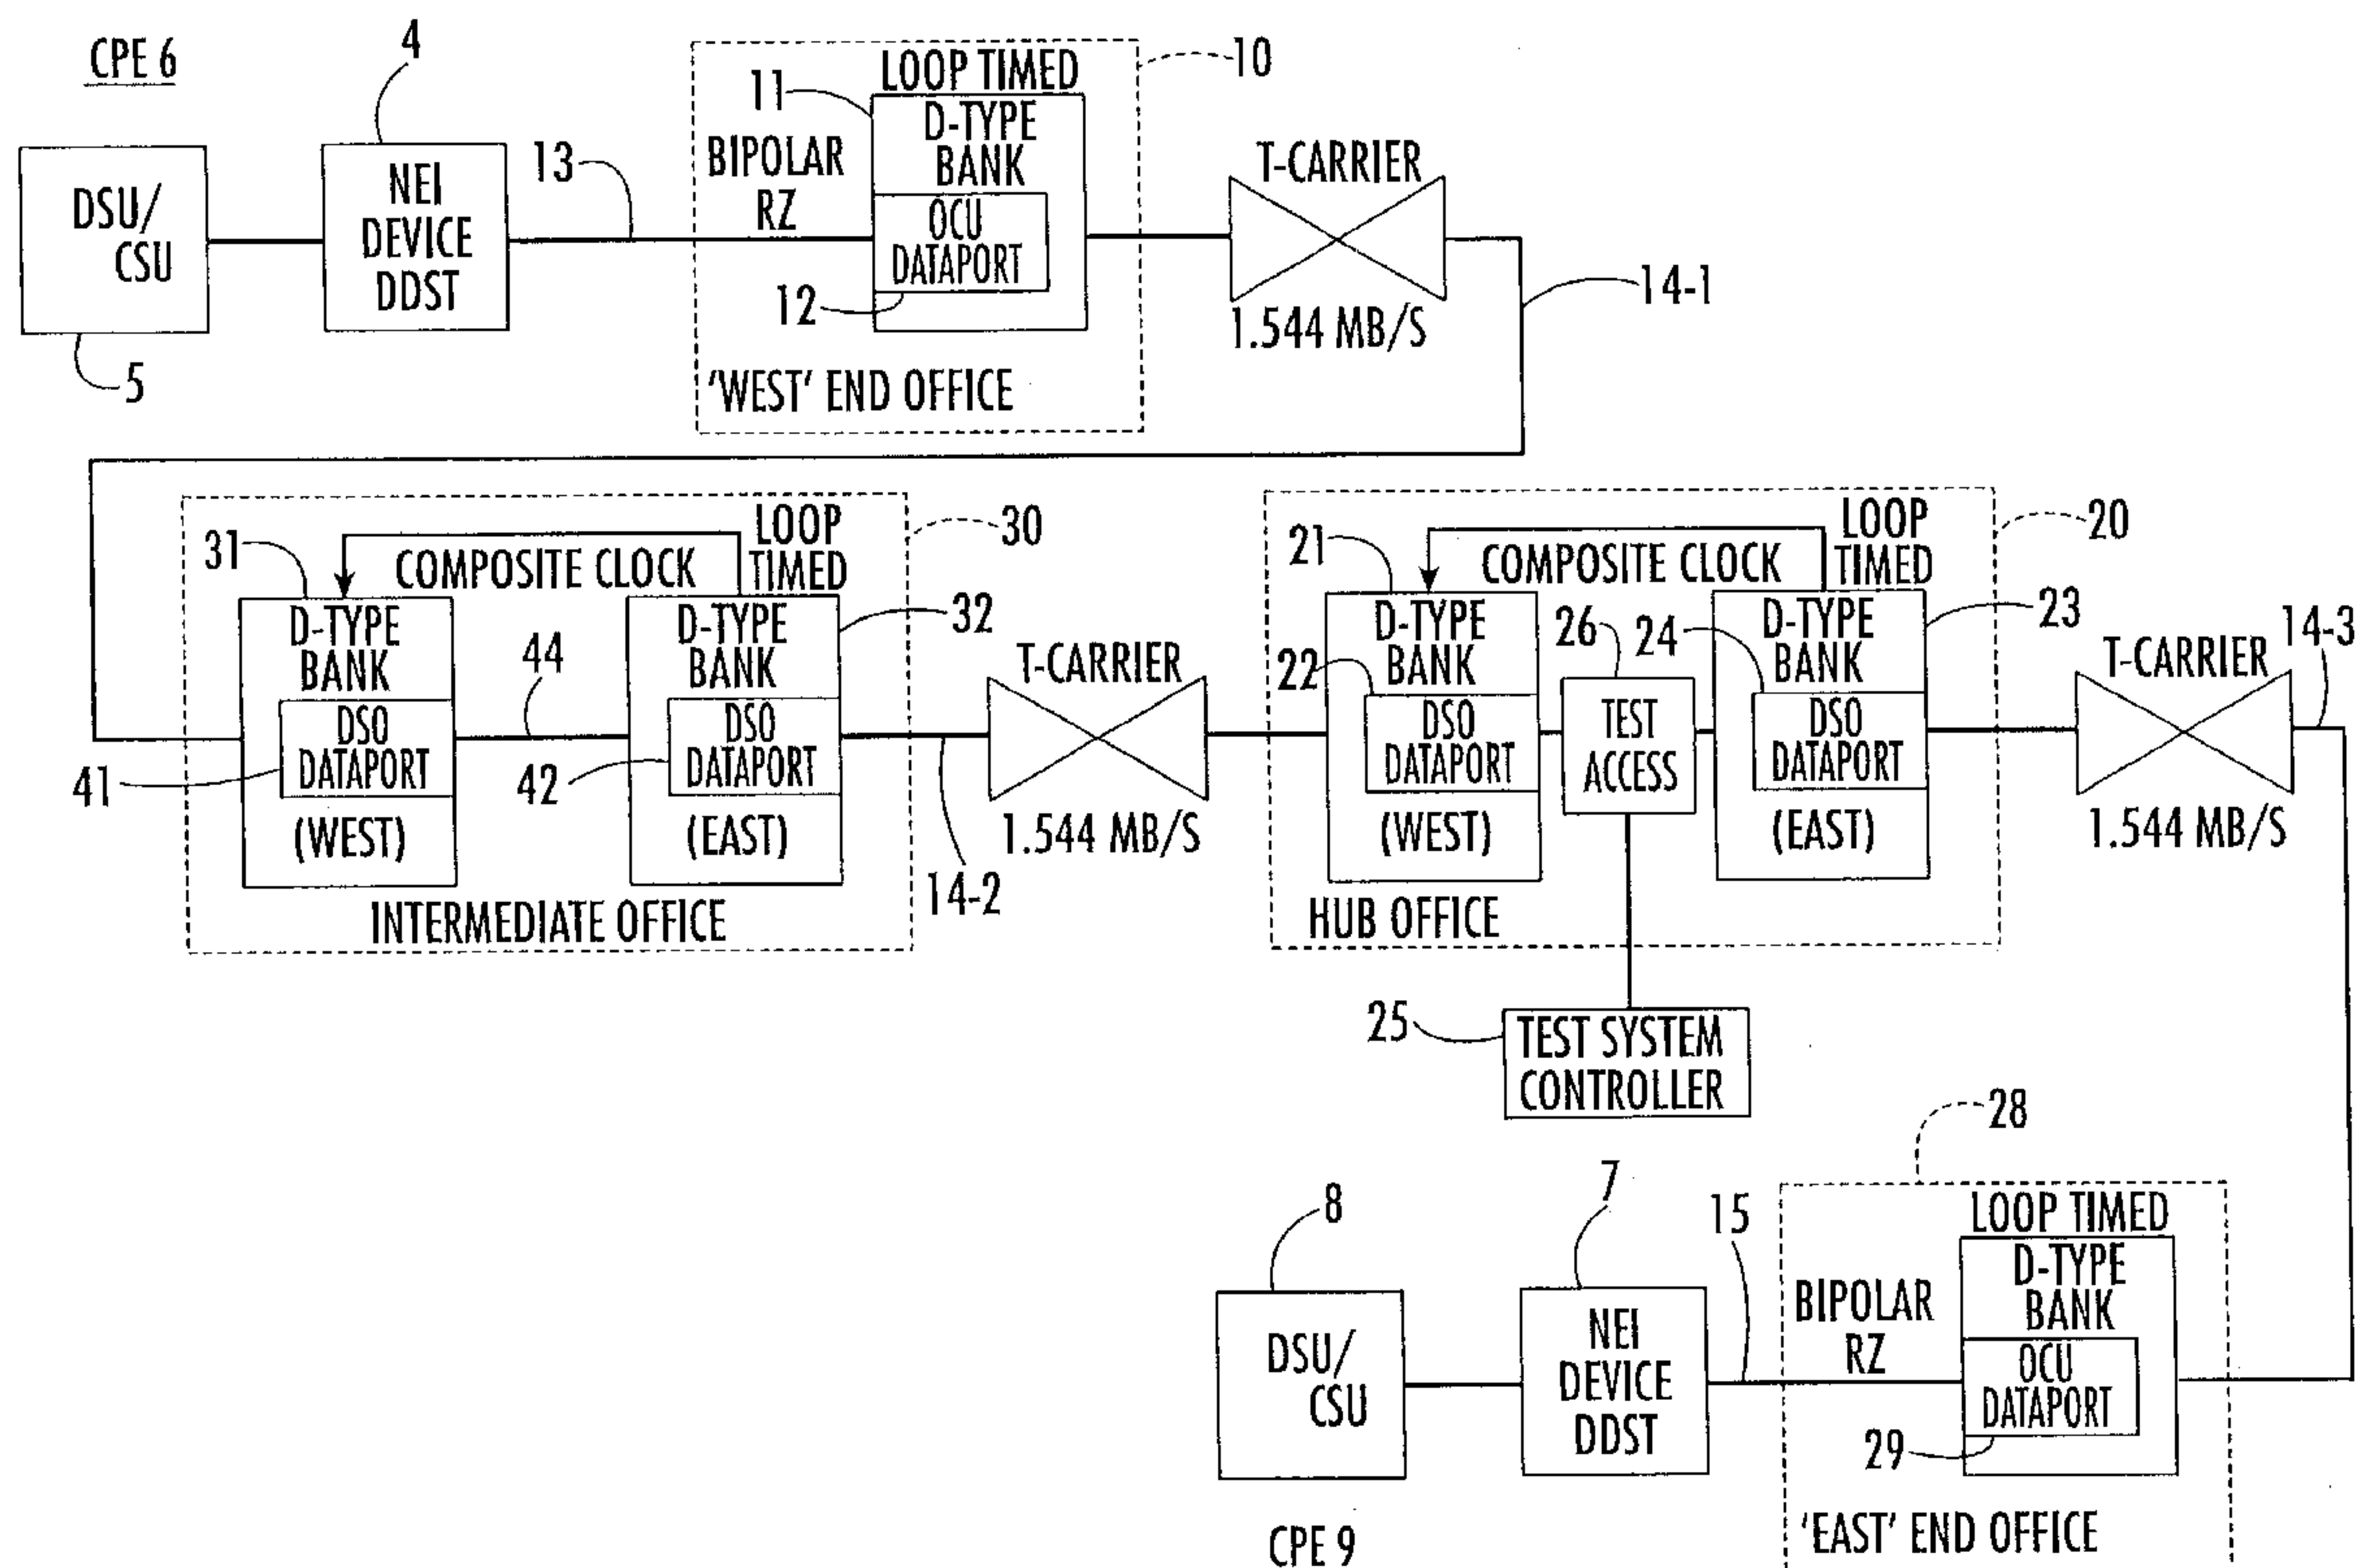 CPE 6
4
DSU/
CSU
5
NEI
DEVICE
DDST
13
10
LOOP TIMED
11
D-TYPE
BANK
BIPOLAR
RZ
OCU
DATAPORT
12
'WEST' END OFFICE
T-CARRIER
1.544 MB/S
14-1
30
LOOP
TIMED
COMPOSITE CLOCK
31
D-TYPE
BANK
DSO
DATAPORT
41
(WEST)
44
32
D-TYPE
BANK
DSO
DATAPORT
42
(EAST)
INTERMEDIATE OFFICE
14-2
T-CARRIER
1.544 MB/S
20
LOOP
TIMED
COMPOSITE CLOCK
21
D-TYPE
BANK
22
DSO
DATAPORT
(WEST)
26
TEST
ACCESS
24
23
D-TYPE
BANK
DSO
DATAPORT
(EAST)
HUB OFFICE
14-3
T-CARRIER
1.544 MB/S
25
TEST SYSTEM
CONTROLLER
28
8
DSU/
CSU
CPE 9
7
NEI
DEVICE
DDST
15
LOOP TIMED
D-TYPE
BANK
BIPOLAR
RZ
OCU
DATAPORT
29
'EAST' END OFFICE